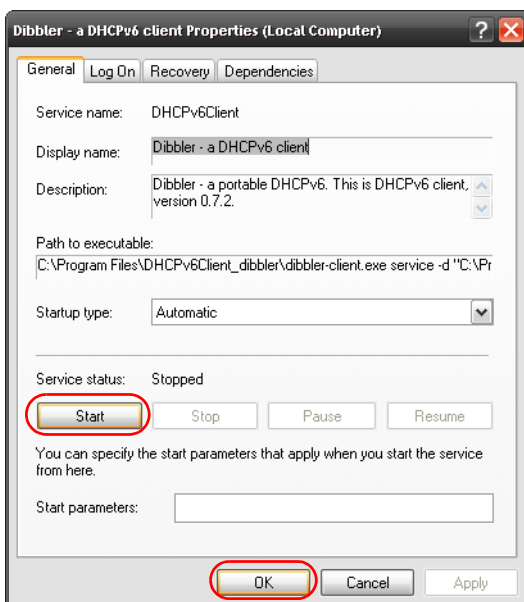 Dibbler - a DHCPv6 client Properties (Local Computer)
General Log On Recovery Dependencies
Service name: DHCPv6Client
Display name: Dibbler - a DHCPv6 client
Description: Dibbler - a portable DHCPv6. This is DHCPv6 client,
version 0.7.2.
Path to executable:
C:\Program Files\DHCPv6Client_dibbler\dibbler-client.exe service -d "C:\Pr
Startup type: Automatic
Service status: Stopped
Start Stop Pause Resume
You can specify the start parameters that apply when you start the service
from here.
Start parameters:
OK Cancel Apply